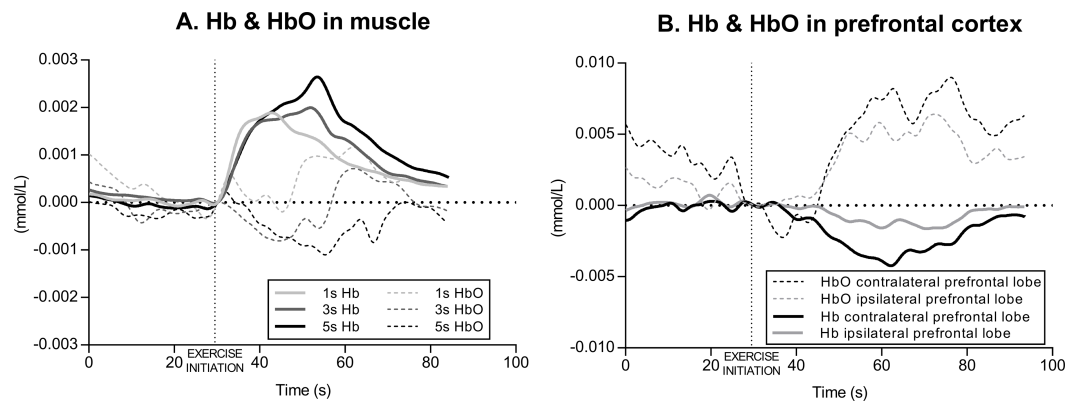 A. Hb & HbO in muscle
0.003
0.002
0.001
0.000
-0.001
-0.002
-0.003
(mmol/L)
1s Hb 1s HbO
3s Hb 3s HbO
5s Hb 5s HbO
0 20 40 60 80 100
EXERCISE
INITIATION
Time (s)
B. Hb & HbO in prefrontal cortex
0.010
0.005
0.000
-0.005
-0.010
(mmol/L)
HbO contralateral prefrontal lobe
HbO ipsilateral prefrontal lobe
Hb contralateral prefrontal lobe
Hb ipsilateral prefrontal lobe
0 20 40 60 80 100
EXERCISE
INITIATION
Time (s)